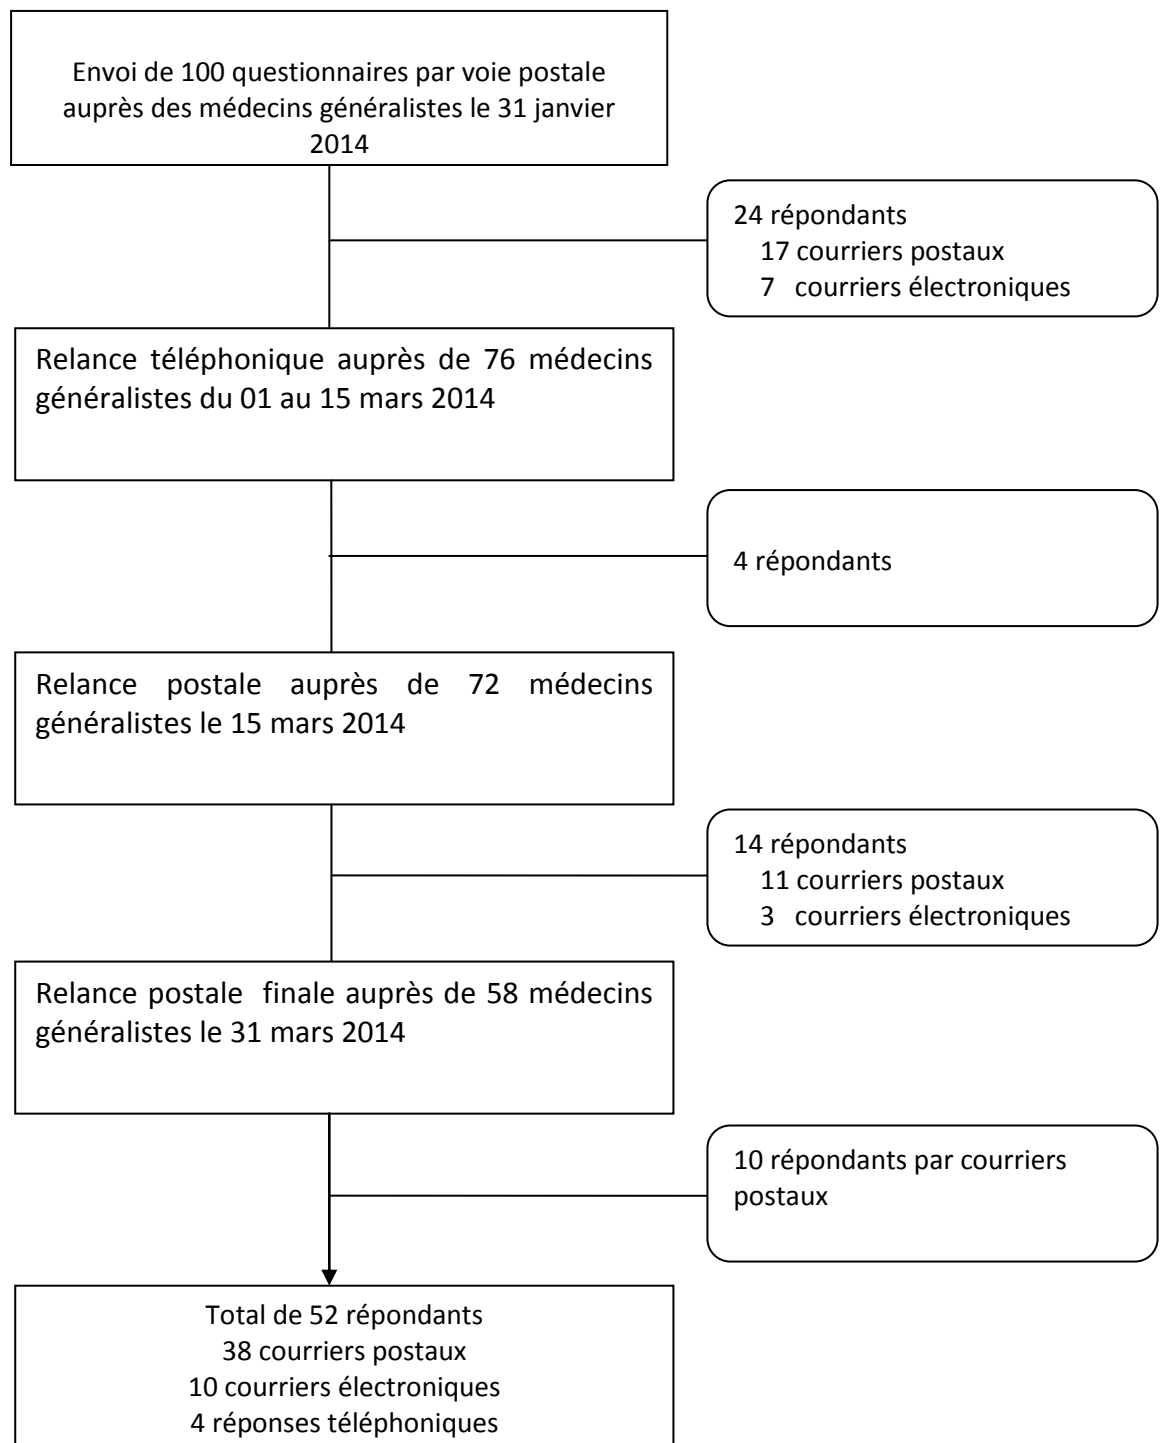 Envoi de 100 questionnaires par voie postale
auprès des médecins généralistes le 31 janvier
2014
24 répondants
17 courriers postaux
7 courriers électroniques
Relance téléphonique auprès de 76 médecins
généralistes du 01 au 15 mars 2014
4 répondants
Relance postale auprès de 72 médecins
généralistes le 15 mars 2014
14 répondants
11 courriers postaux
3 courriers électroniques
Relance postale finale auprès de 58 médecins
généralistes le 31 mars 2014
10 répondants par courriers
postaux
Total de 52 répondants
38 courriers postaux
10 courriers électroniques
4 réponses téléphoniques